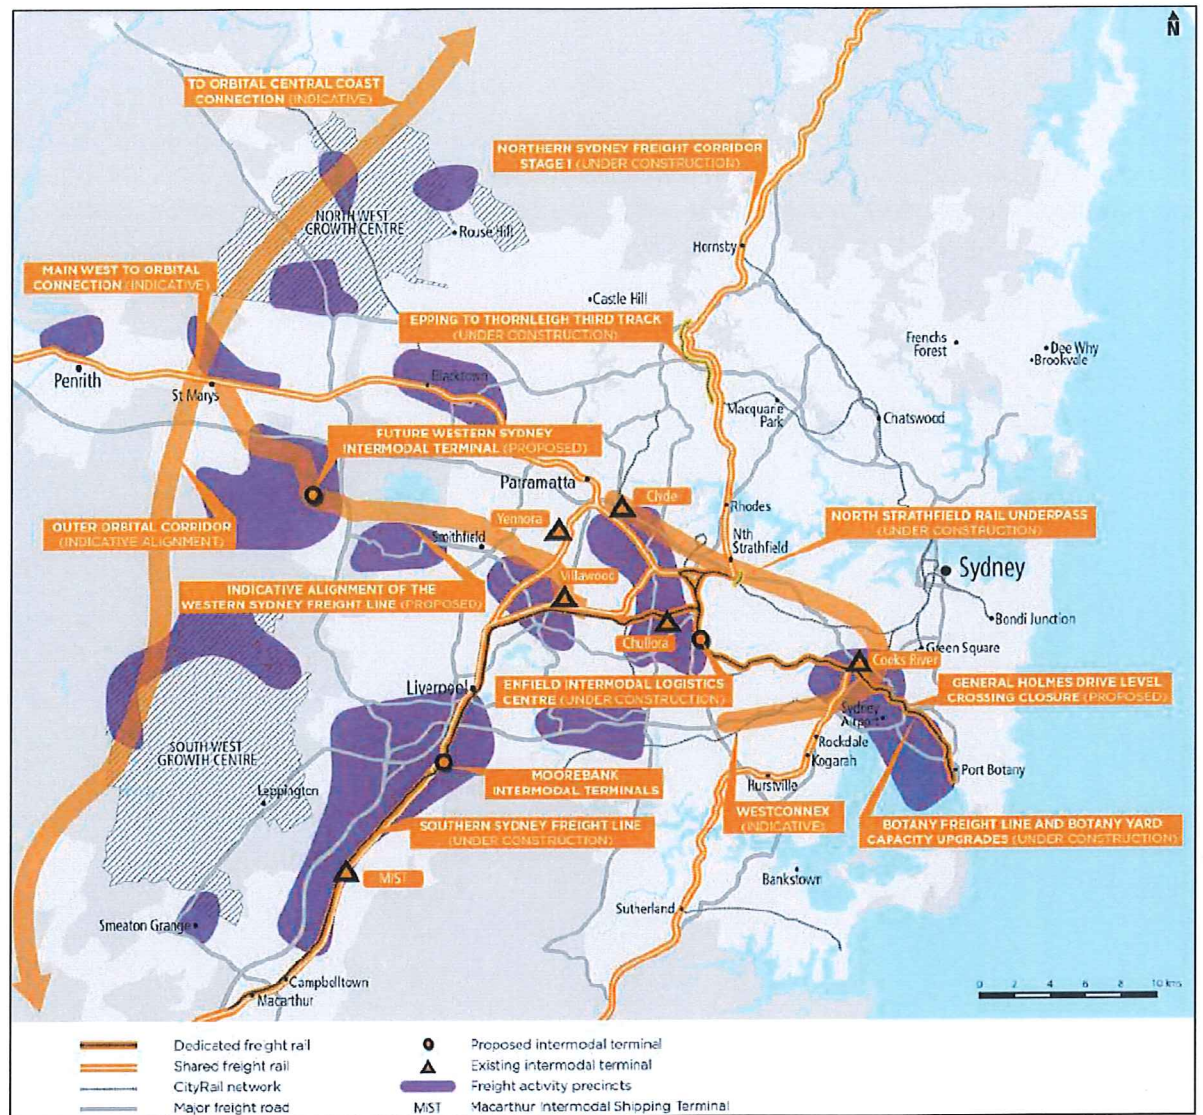 N
TO ORBITAL CENTRAL COAST
CONNECTION (INDICATIVE)
NORTHERN SYDNEY FREIGHT CORRIDOR
STAGE 1 (UNDER CONSTRUCTION)
NORTH WEST
GROWTH CENTRE
Rouse Hill
Hornsby
MAIN WEST TO ORBITAL
CONNECTION (INDICATIVE)
Castle Hill
EPPING TO THORNLEIGH THIRD TRACK
(UNDER CONSTRUCTION)
Frenchs
Forest
Dee Why
Brookvale
Penrith
St Marys
Blacktown
Macquarie
Park
Chatswood
FUTURE WESTERN SYDNEY
INTERMODAL TERMINAL (PROPOSED)
Parramatta
Clyde
Rhodes
OUTER ORBITAL CORRIDOR
(INDICATIVE ALIGNMENT)
Yennora
Smithfield
Nth
Strathfield
NORTH STRATHFIELD RAIL UNDERPASS
(UNDER CONSTRUCTION)
Sydney
INDICATIVE ALIGNMENT OF THE
WESTERN SYDNEY FREIGHT LINE (PROPOSED)
Villawood
Bondi Junction
Chullora
Green Square
Cooks River
Liverpool
ENFIELD INTERMODAL LOGISTICS
CENTRE (UNDER CONSTRUCTION)
GENERAL HOLMES DRIVE LEVEL
CROSSING CLOSURE (PROPOSED)
Sydney
Airport
SOUTH WEST
GROWTH CENTRE
Rockdale
Kogarah
Port Botany
MOOREBANK
INTERMODAL TERMINALS
Hurstville
Leppington
SOUTHERN SYDNEY FREIGHT LINE
(UNDER CONSTRUCTION)
WESTCONNEX
(INDICATIVE)
BOTANY FREIGHT LINE AND BOTANY YARD
CAPACITY UPGRADES (UNDER CONSTRUCTION)
MIST
Bankstown
Sutherland
Smeaton Grange
Campbelltown
Macarthur
0 2 4 6 8 10 kms
Dedicated freight rail
Shared freight rail
CityRail network
Major freight road
Proposed intermodal terminal
Existing intermodal terminal
Freight activity precincts
MIST Macarthur Intermodal Shipping Terminal